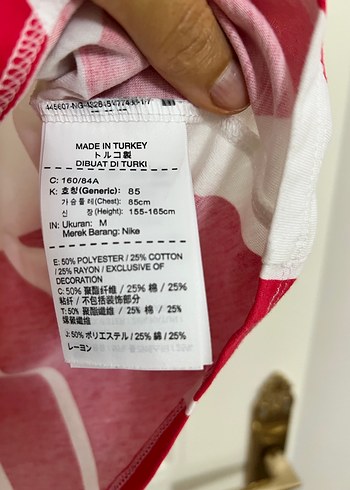 MADE IN TURKEY
トルコ製
DIBUAT DI TURKI
C: 160/84A
K: 호칭(Generic): 85
가슴둘레(Chest): 85cm
신 장(Height): 155-165cm
IN: Ukuran: M
Merek Barang: Nike
E: 50% POLYESTER / 25% COTTON
/ 25% RAYON / EXCLUSIVE OF
DECORATION
C: 50% 聚酯纤维 / 25% 棉 / 25%
粘纤 / 不包括装饰部分
T: 50% 聚酯纖維 / 25% 棉 / 25%
嫘縈纖維
J: 50% ポリエステル / 25% 綿 / 25%
レーヨン